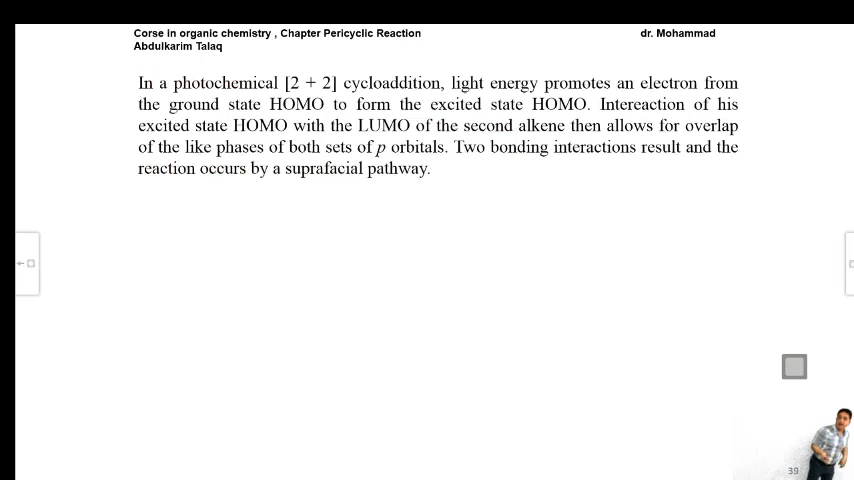 Corse in organic chemistry , Chapter Pericyclic Reaction dr. Mohammad
Abdulkarim Talaq
In a photochemical [2 + 2] cycloaddition, light energy promotes an electron from
the ground state HOMO to form the excited state HOMO. Intereaction of his
excited state HOMO with the LUMO of the second alkene then allows for overlap
of the like phases of both sets of p orbitals. Two bonding interactions result and the
reaction occurs by a suprafacial pathway.
39